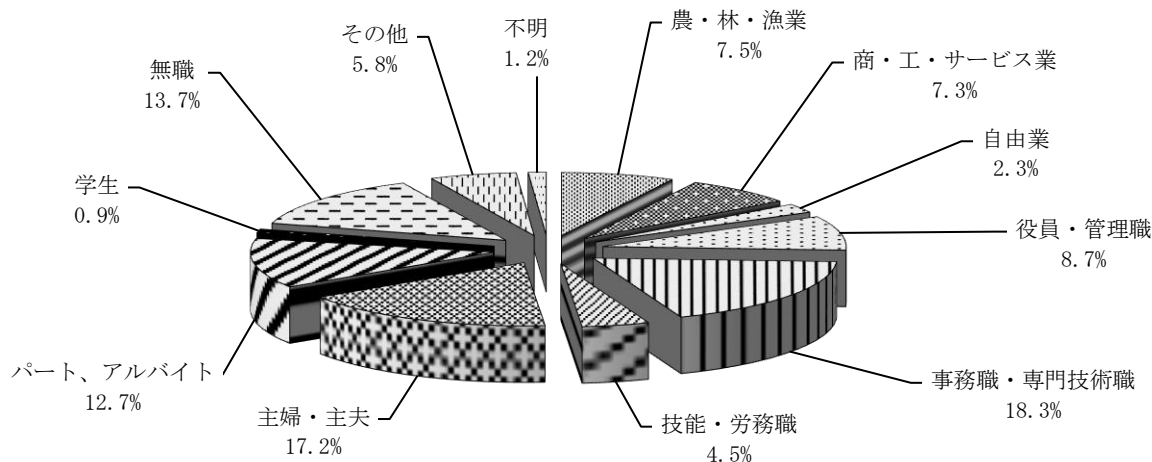 農・林・漁業
7.5%
商・工・サービス業
7.3%
自由業
2.3%
役員・管理職
8.7%
事務職・専門技術職
18.3%
技能・労務職
4.5%
主婦・主夫
17.2%
パート、アルバイト
12.7%
学生
0.9%
無職
13.7%
その他
5.8%
不明
1.2%